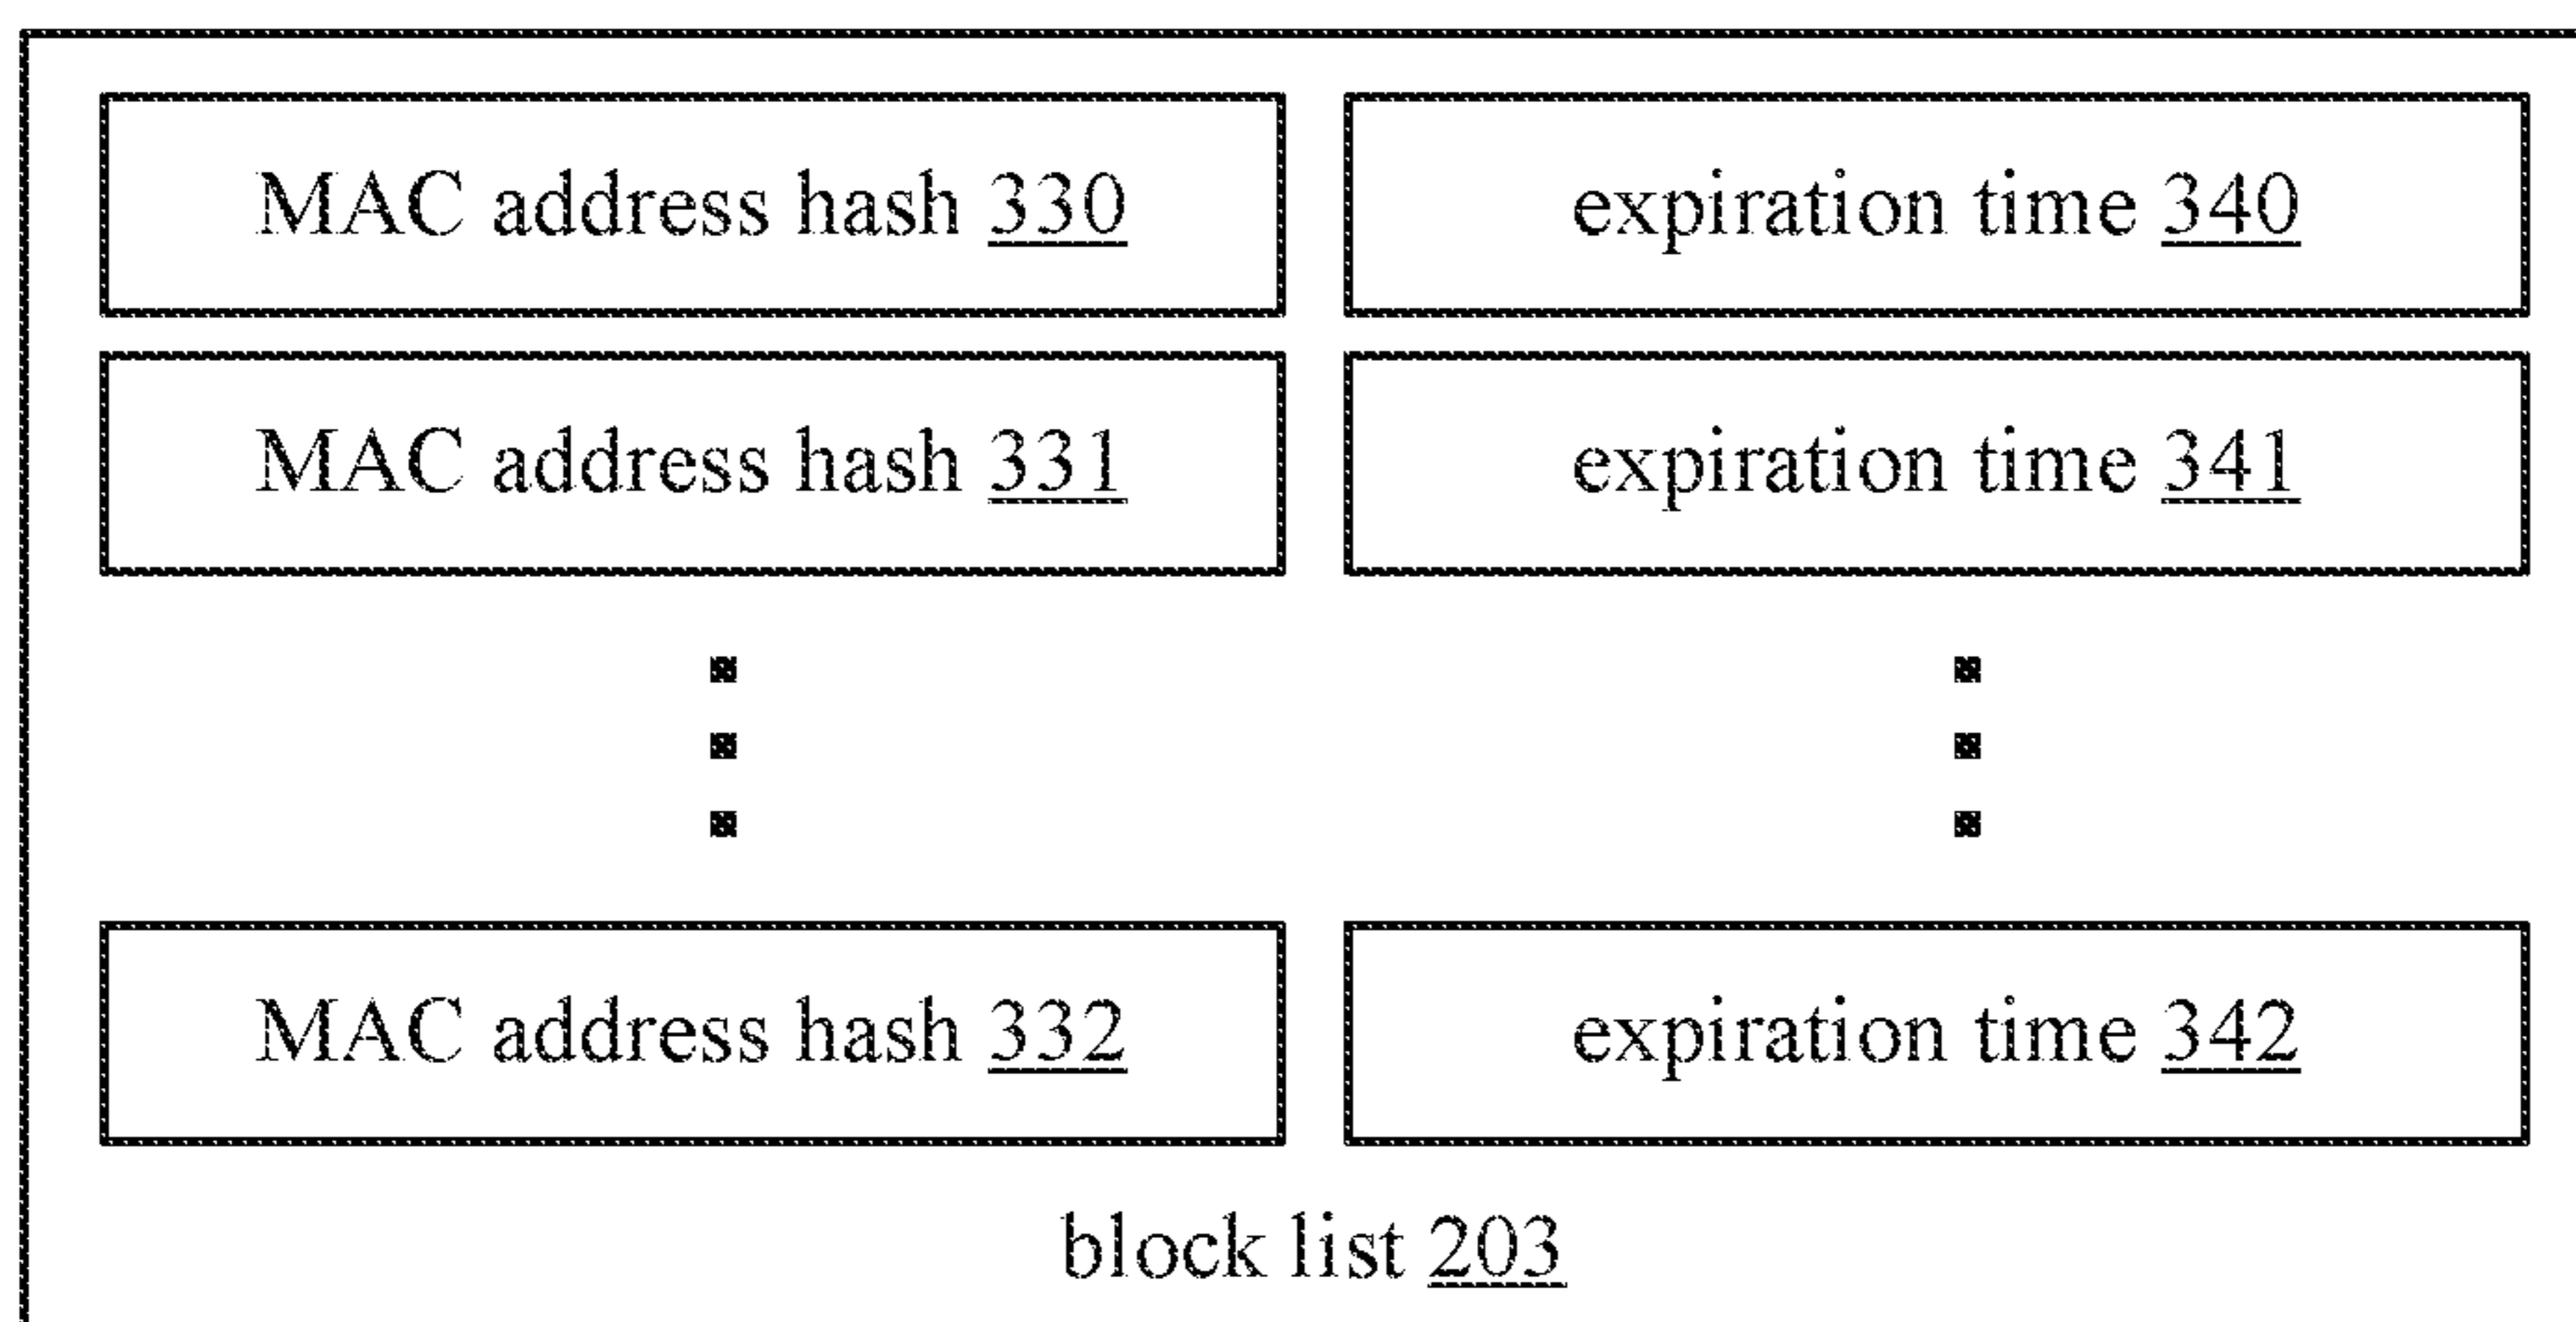 MAC address hash 330
expiration time 340
MAC address hash 331
expiration time 341
MAC address hash 332
expiration time 342
block list 203